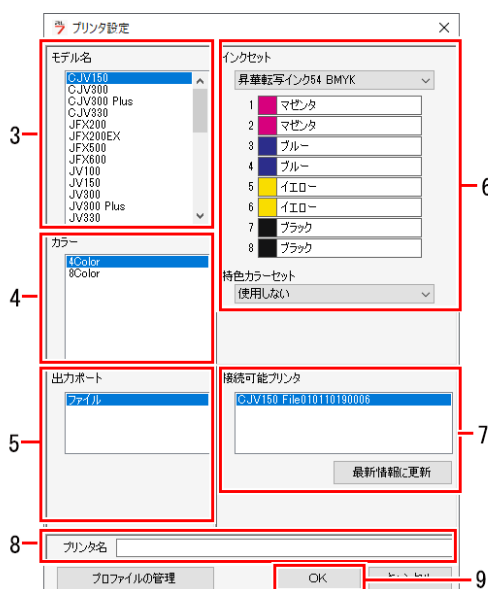 プリンタ設定
モデル名
CJV150
CJV300
CJV300 Plus
CJV330
JFX200
JFX200EX
JFX500
JFX600
JV100
JV150
JV300
JV300 Plus
JV330
3
インクセット
昇華転写インク54 BMYK
1 マゼンタ
2 マゼンタ
3 ブルー
4 ブルー
5 イエロー
6 イエロー
7 ブラック
8 ブラック
特色カラーセット
使用しない
6
カラー
4Color
8Color
4
出力ポート
ファイル
5
接続可能プリンタ
CJV150 File010110190006
最新情報に更新
7
8
プリンタ名
プロファイルの管理
OK
9